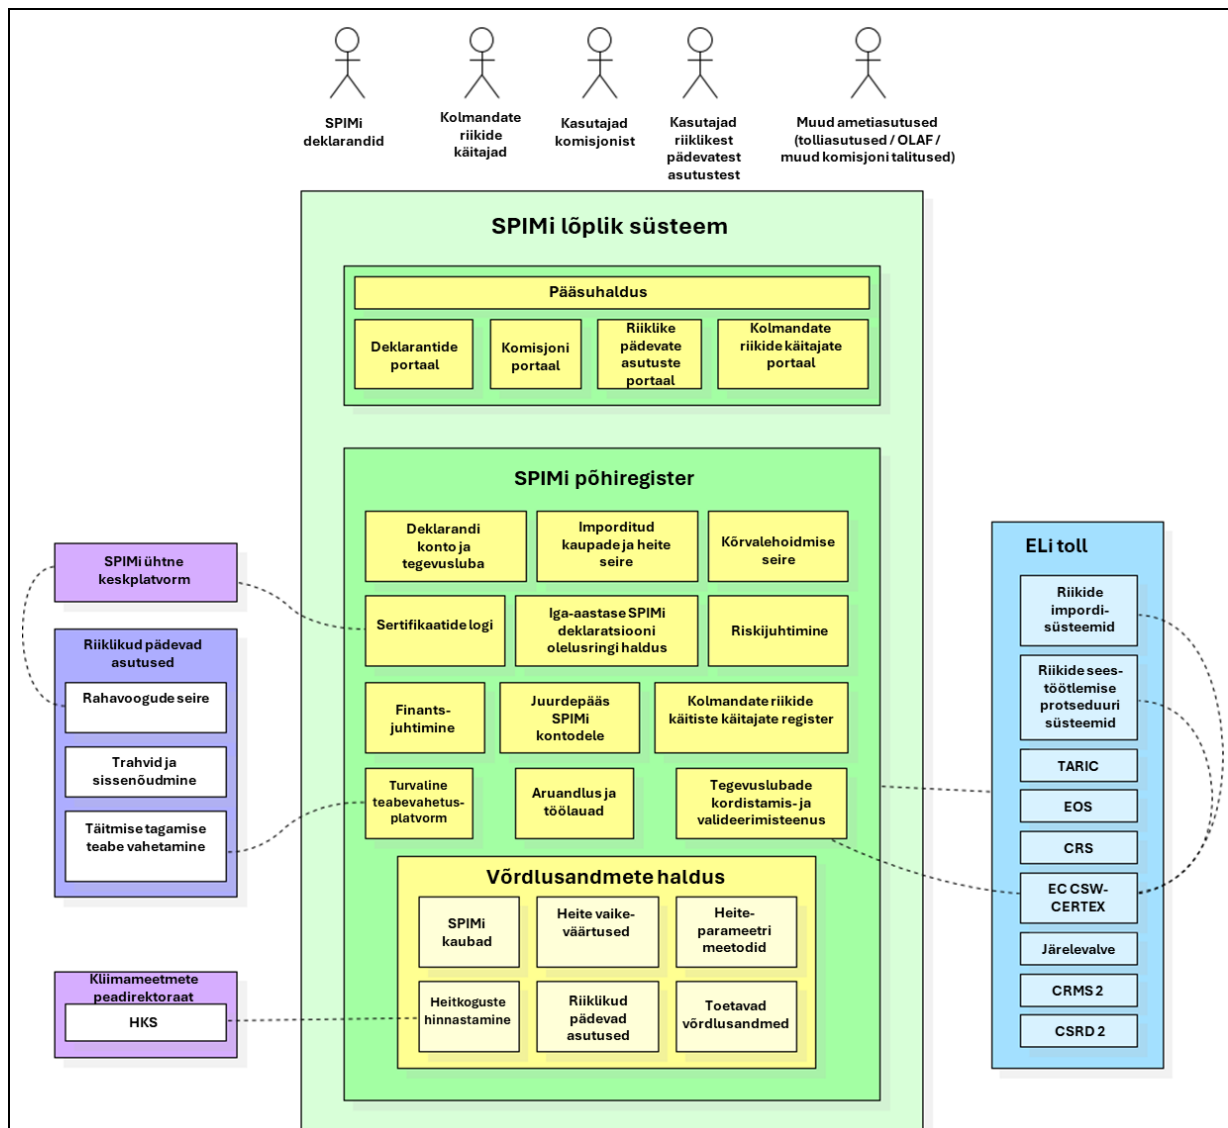 SPIMi
deklarandid
Kolmandate
riikide
käitajad
Kasutajad
komisjonist
Kasutajad
riiklikest
pädevatest
asutustest
Muud ametiasutused
(tolliasutused / OLAF /
muud komisjoni talitused)
SPIMi lõplik süsteem
Pääsuhaldus
Deklarantide
portaal
Komisjoni
portaal
Riiklike
pädevate
asutuste
portaal
Kolmandate
riikide käitajate
portaal
SPIMi põhiregister
Deklarandi
konto ja
tegevusluba
Imporditud
kaupade ja heite
seire
Kõrvalehoidmise
seire
Sertifikaatide logi
Iga-aastase SPIMi
deklaratsiooni
olelusringi haldus
Riskijuhtimine
Finants-
juhtimine
Juurdepääs
SPIMi
kontodele
Kolmandate riikide
käitiste käitajate register
Turvaline
teabevahetus-
platvorm
Aruandlus ja
töölauad
Tegevuslubade
kordistamis- ja
valideerimisteenus
Võrdlusandmete haldus
SPIMi
kaubad
Heite vaike-
väärtused
Heite-
parameetri
meetodid
Heitkoguste
hinnastamine
Riiklikud
pädevad
asutused
Toetavad
võrdlusandmed
SPIMi ühtne
keskplatvorm
Riiklikud pädevad
asutused
Rahavoogude seire
Trahvid ja
sissenõudmine
Täitmise tagamise
teabe vahetamine
Kliimameetmete
peadirektoraat
HKS
ELi toll
Riikide
impordi-
süsteemid
Riikide sees-
töötlemise
protseduuri
süsteemid
TARIC
EOS
CRS
EC CSW-
CERTEX
Järelevalve
CRMS 2
CSRD 2